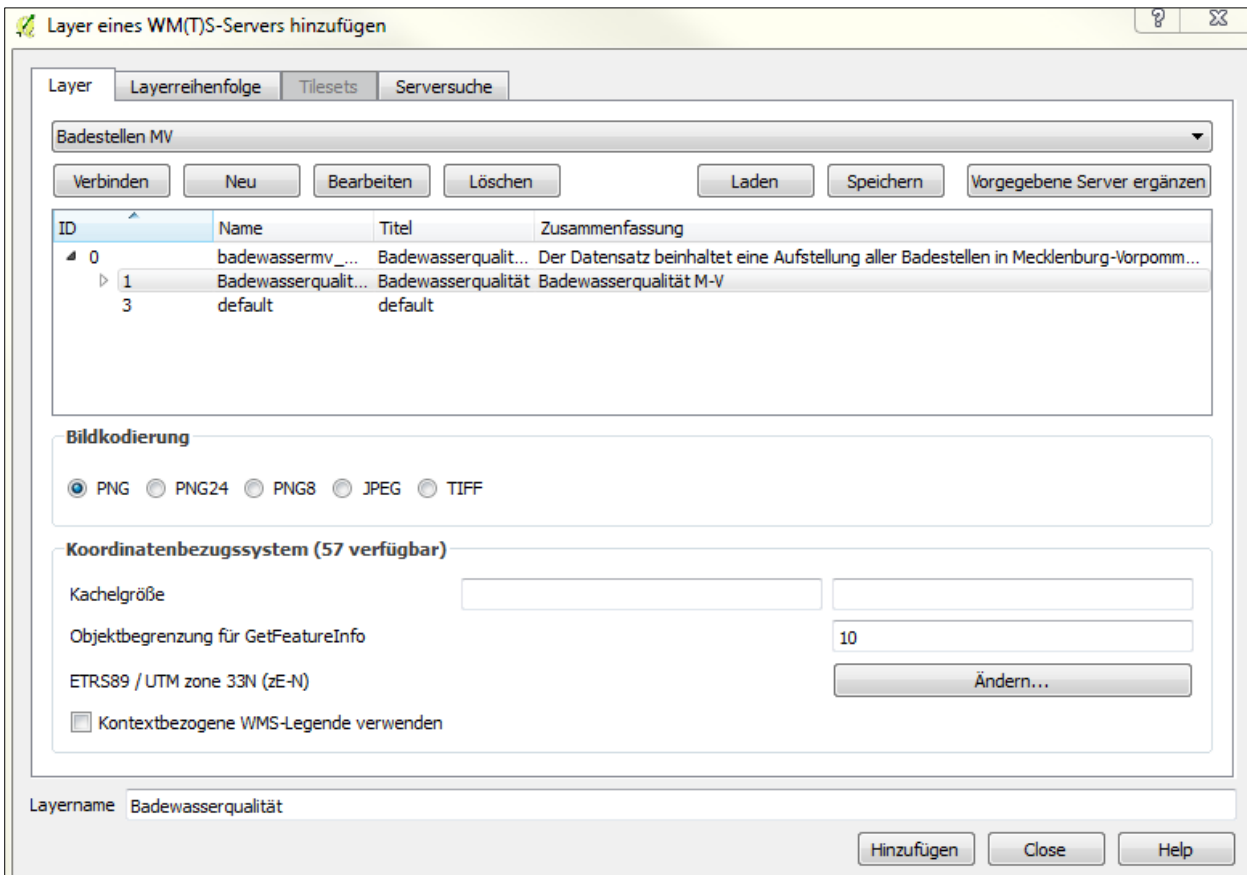 Layer eines WM(T)S-Servers hinzufügen
Layer Layerreihenfolge Tilesets Serversuche
Badestellen MV
Verbinden Neu Bearbeiten Löschen Laden Speichern Vorgegebene Server ergänzen
ID Name Titel Zusammenfassung
0 badewassermv_... Badewasserqualit... Der Datensatz beinhaltet eine Aufstellung aller Badestellen in Mecklenburg-Vorpomm...
1 Badewasserqualit... Badewasserqualität Badewasserqualität M-V
3 default default
Bildkodierung
PNG PNG24 PNG8 JPEG TIFF
Koordinatenbezugssystem (57 verfügbar)
Kachelgröße
Objektbegrenzung für GetFeatureInfo 10
ETRS89 / UTM zone 33N (zE-N) Ändern...
Kontextbezogene WMS-Legende verwenden
Layername Badewasserqualität
Hinzufügen Close Help